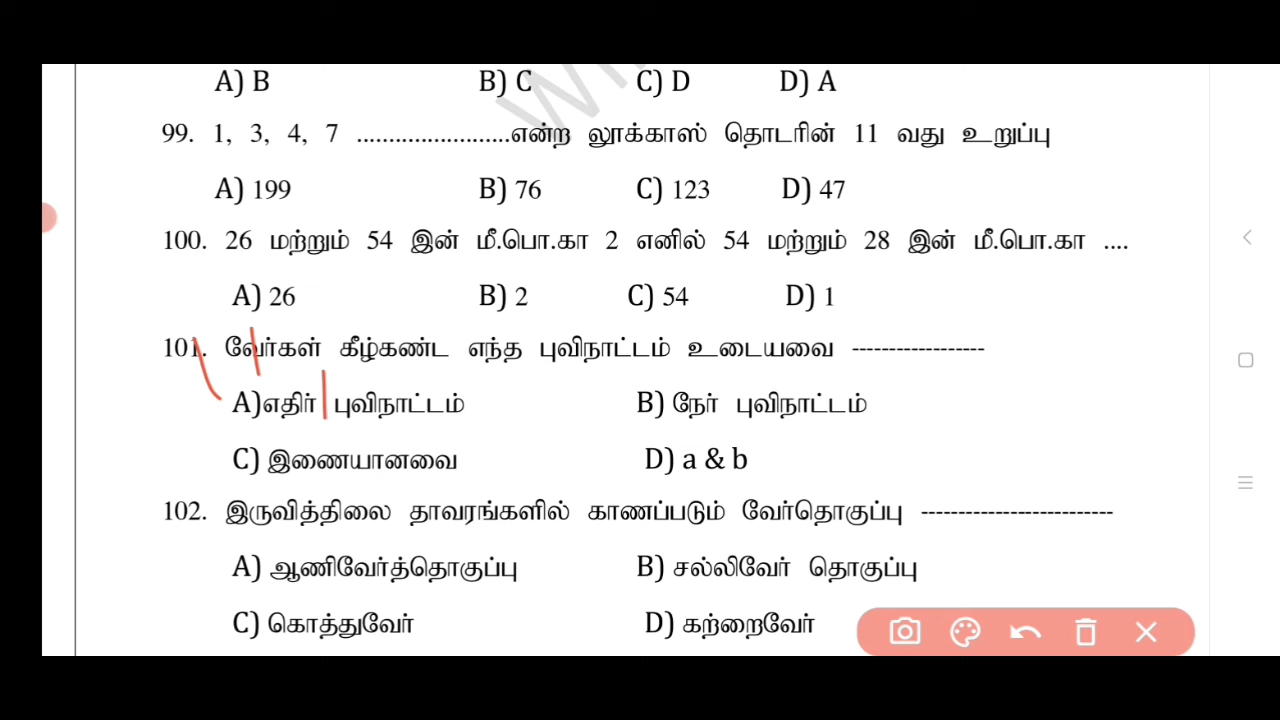 A) B B) C C) D D) A
99. 1, 3, 4, 7 ........................என்ற லூக்காஸ் தொடரின் 11 வது உறுப்பு
A) 199 B) 76 C) 123 D) 47
100. 26 மற்றும் 54 இன் மீ.பொ.கா 2 எனில் 54 மற்றும் 28 இன் மீ.பொ.கா ....
A) 26 B) 2 C) 54 D) 1
101. வேர்கள் கீழ்கண்ட எந்த புவிநாட்டம் உடையவை ------------------
A)எதிர் புவிநாட்டம் B) நேர் புவிநாட்டம்
C) இணையானவை D) a & b
102. இருவித்திலை தாவரங்களில் காணப்படும் வேர்தொகுப்பு --------------------------
A) ஆணிவேர்த்தொகுப்பு B) சல்லிவேர் தொகுப்பு
C) கொத்துவேர் D) கற்றைவேர்